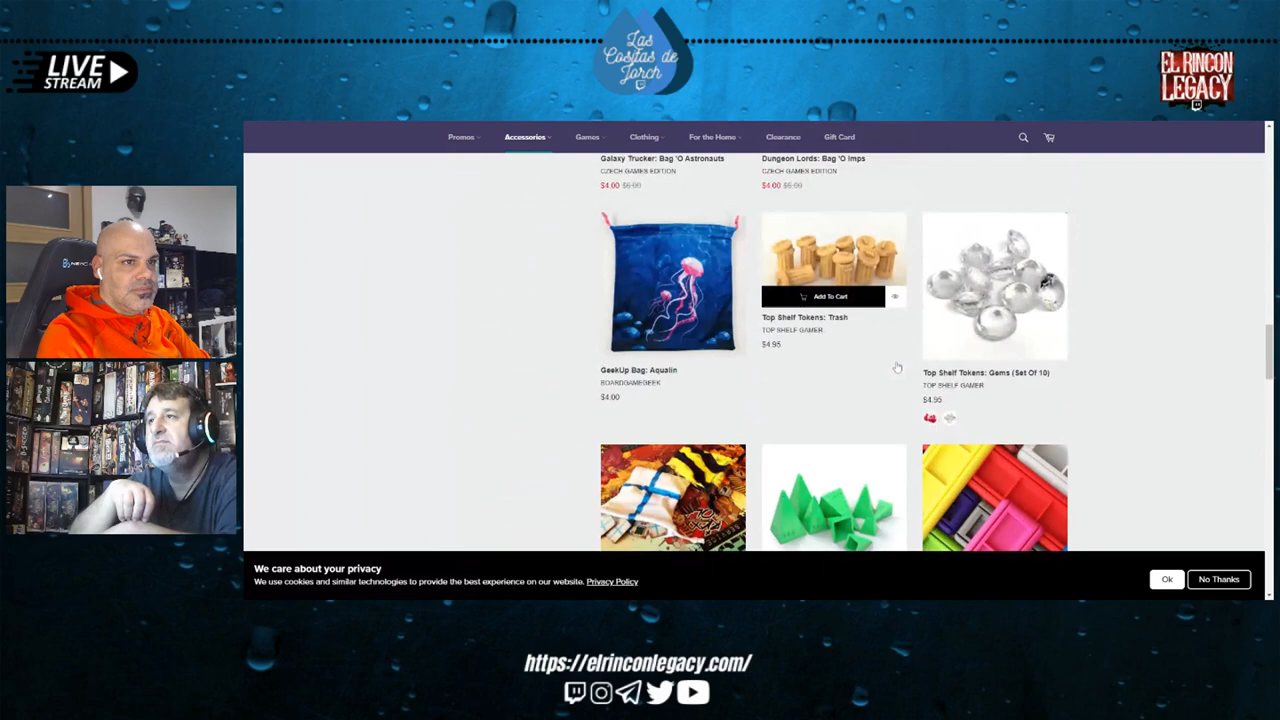 LIVE
STREAM
Las
Cositas de
Jorch
EL RINCON
LEGACY
Promos
Accessories
Games
Clothing
For the Home
Clearance
Gift Card
Galaxy Trucker: Bag 'O Astronauts
CZECH GAMES EDITION
$4.00 $6.00
Dungeon Lords: Bag 'O Imps
CZECH GAMES EDITION
$4.00 $6.00
GeekUp Bag: Aqualin
BOARDGAMEGEEK
$4.00
Add To Cart
Top Shelf Tokens: Trash
TOP SHELF GAMER
$4.95
Top Shelf Tokens: Gems (Set Of 10)
TOP SHELF GAMER
$4.95
We care about your privacy
We use cookies and similar technologies to provide the best experience on our website. Privacy Policy
Ok
No Thanks
https://elrinconlegacy.com/